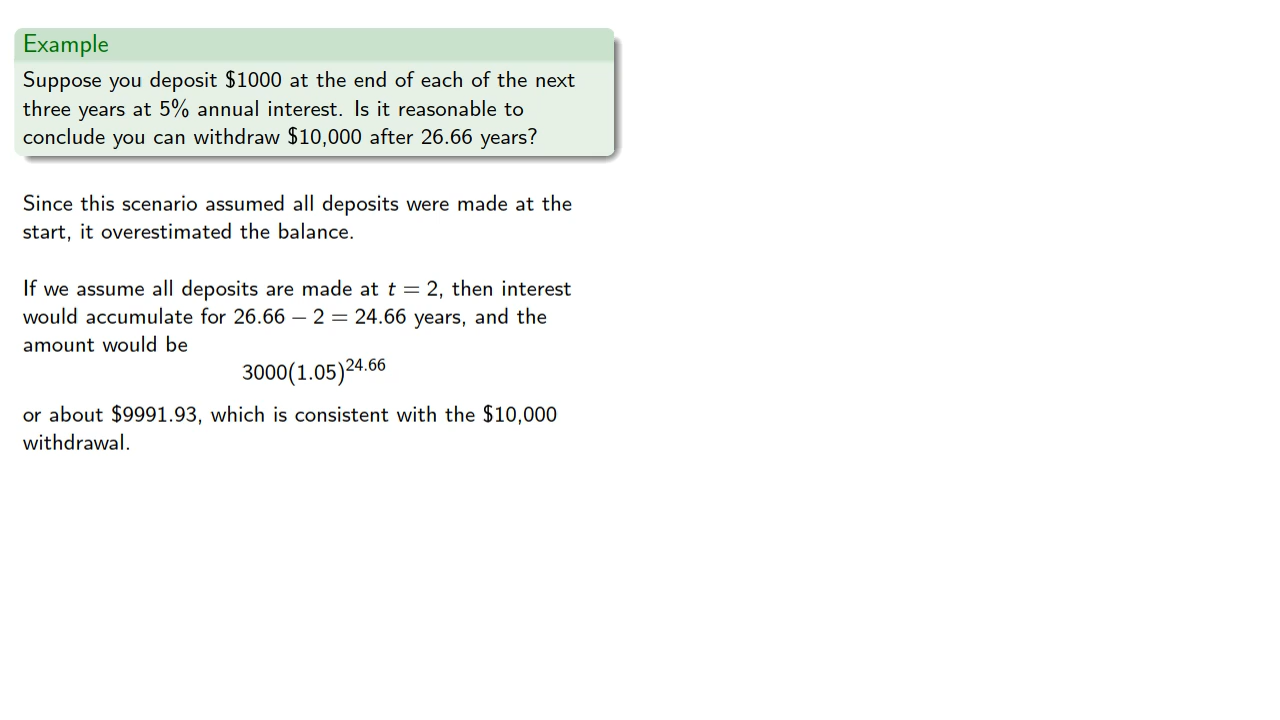 Example
Suppose you deposit $1000 at the end of each of the next
three years at 5% annual interest. Is it reasonable to
conclude you can withdraw $10,000 after 26.66 years?
Since this scenario assumed all deposits were made at the
start, it overestimated the balance.
If we assume all deposits are made at t = 2, then interest
would accumulate for 26.66 − 2 = 24.66 years, and the
amount would be
3000(1.05)^24.66
or about $9991.93, which is consistent with the $10,000
withdrawal.